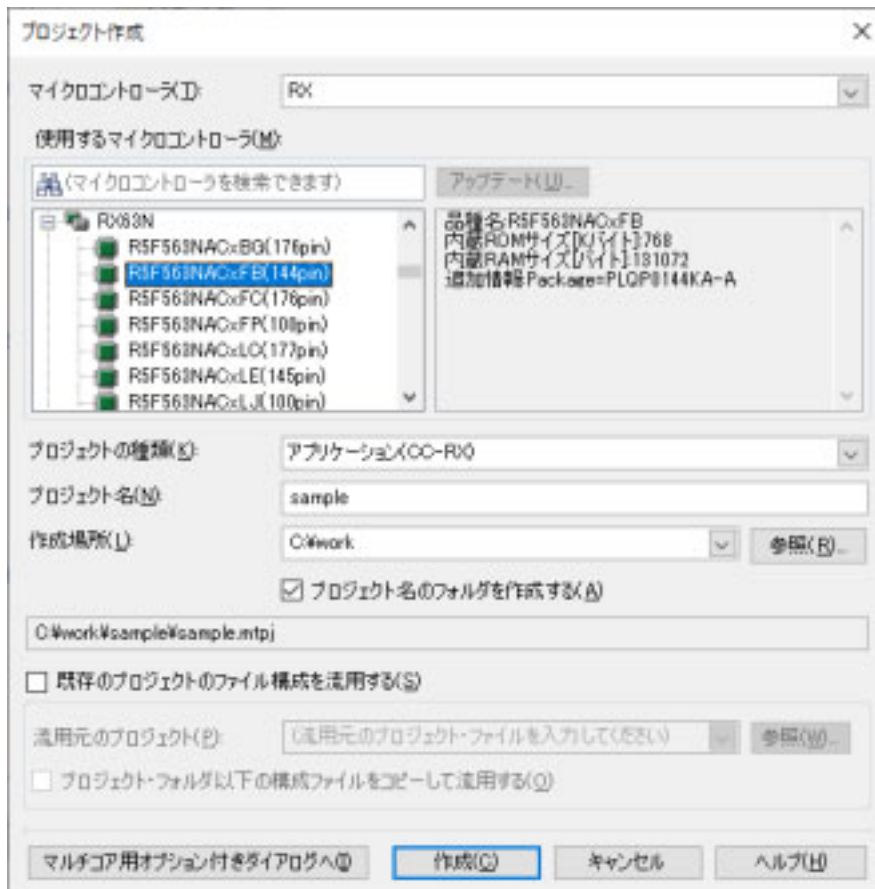 プロジェクト作成
マイクロコントローラ(T):
RX
使用するマイクロコントローラ(M):
(マイクロコントローラを検索できます)
アップデート(U)...
RX63N
R5F563NACxBG(176pin)
R5F563NACxFB(144pin)
R5F563NACxFC(176pin)
R5F563NACxFP(100pin)
R5F563NACxLC(177pin)
R5F563NACxLE(145pin)
R5F563NACxLJ(100pin)
品種名:R5F563NACxFB
内蔵ROMサイズ[Kバイト]:768
内蔵RAMサイズ[バイト]:131072
追加情報:Package=PLQP0144KA-A
プロジェクトの種類(K):
アプリケーション(CC-RX)
プロジェクト名(N):
sample
作成場所(L):
C:¥work
参照(R)...
プロジェクト名のフォルダを作成する(A)
C:¥work¥sample¥sample.mtpj
既存のプロジェクトのファイル構成を流用する(S)
流用元のプロジェクト(P):
(流用元のプロジェクト・ファイルを入力してください)
参照(W)...
プロジェクト・フォルダ以下の構成ファイルをコピーして流用する(O)
マルチコア用オプション付きダイアログへ(I)
作成(C)
キャンセル
ヘルプ(H)